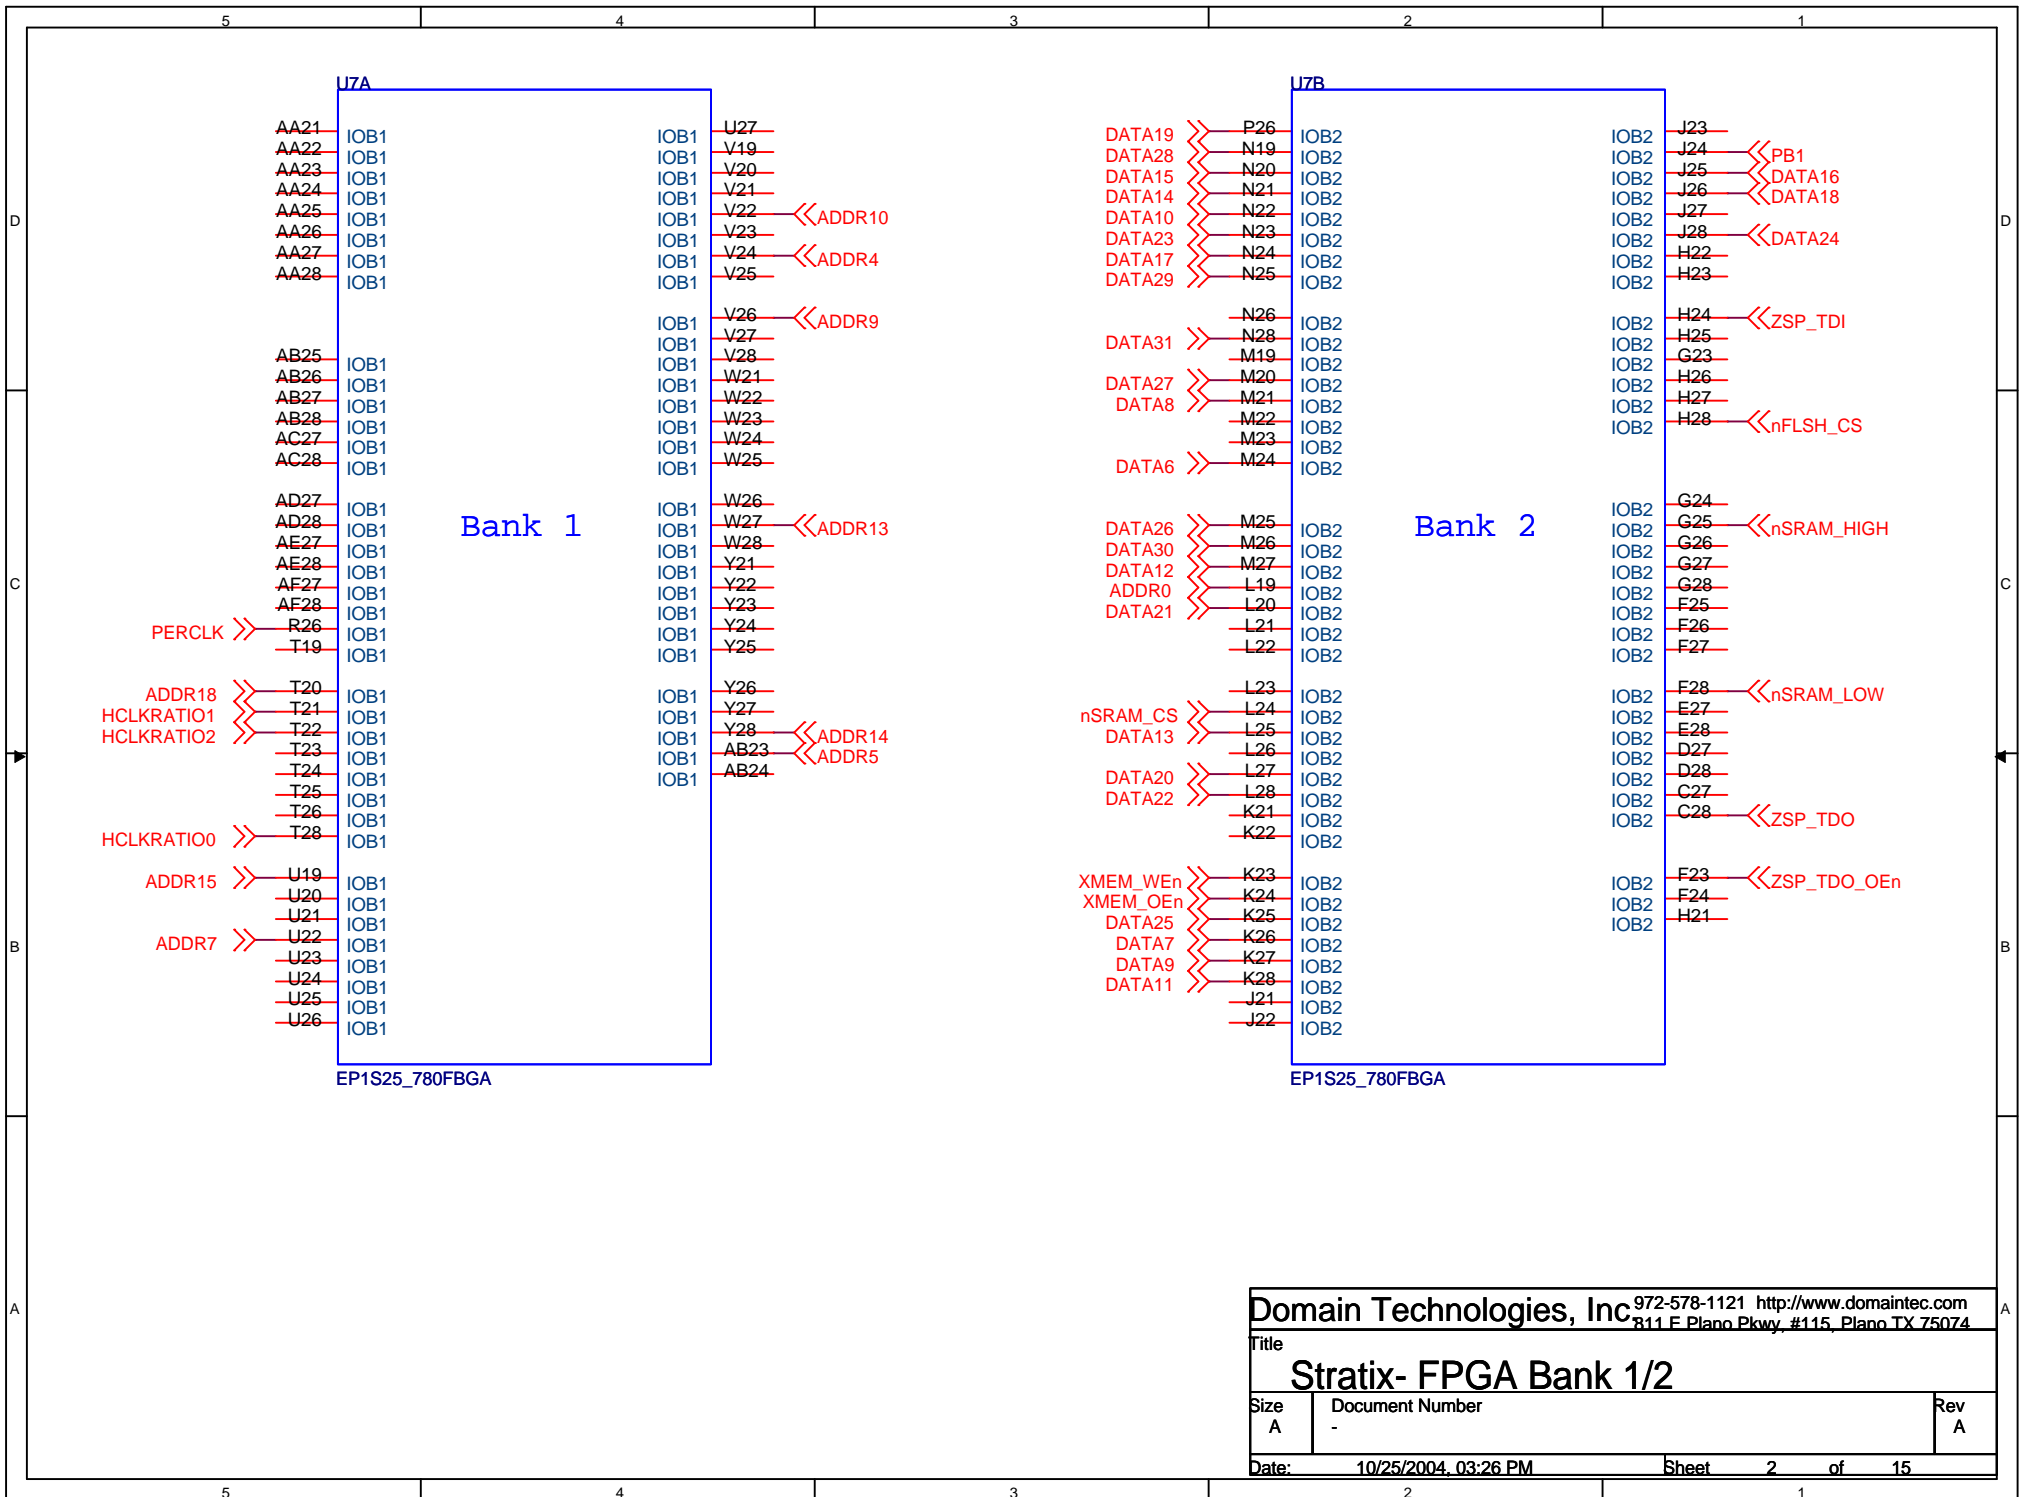 5 4 3 2 1
U7A
AA21 IOB1 IOB1 U27
AA22 IOB1 IOB1 V19
AA23 IOB1 IOB1 V20
AA24 IOB1 IOB1 V21
AA25 IOB1 IOB1 V22 ADDR10
AA26 IOB1 IOB1 V23
AA27 IOB1 IOB1 V24 ADDR4
AA28 IOB1 IOB1 V25
IOB1 V26 ADDR9
IOB1 V27
AB25 IOB1 IOB1 V28
AB26 IOB1 IOB1 W21
AB27 IOB1 IOB1 W22
AB28 IOB1 IOB1 W23
AC27 IOB1 IOB1 W24
AC28 IOB1 IOB1 W25
AD27 IOB1 IOB1 W26
AD28 IOB1 Bank 1 IOB1 W27 ADDR13
AE27 IOB1 IOB1 W28
AE28 IOB1 IOB1 Y21
AF27 IOB1 IOB1 Y22
AF28 IOB1 IOB1 Y23
PERCLK R26 IOB1 IOB1 Y24
T19 IOB1 IOB1 Y25
ADDR18 T20 IOB1 IOB1 Y26
HCLKRATIO1 T21 IOB1 IOB1 Y27
HCLKRATIO2 T22 IOB1 IOB1 Y28 ADDR14
T23 IOB1 IOB1 AB23 ADDR5
T24 IOB1 IOB1 AB24
T25 IOB1
T26 IOB1
HCLKRATIO0 T28 IOB1
ADDR15 U19 IOB1
U20 IOB1
U21 IOB1
ADDR7 U22 IOB1
U23 IOB1
U24 IOB1
U25 IOB1
U26 IOB1
EP1S25_780FBGA
U7B
DATA19 P26 IOB2 IOB2 J23
DATA28 N19 IOB2 IOB2 J24 PB1
DATA15 N20 IOB2 IOB2 J25 DATA16
DATA14 N21 IOB2 IOB2 J26 DATA18
DATA10 N22 IOB2 IOB2 J27
DATA23 N23 IOB2 IOB2 J28 DATA24
DATA17 N24 IOB2 IOB2 H22
DATA29 N25 IOB2 IOB2 H23
N26 IOB2 IOB2 H24 ZSP_TDI
DATA31 N28 IOB2 IOB2 H25
M19 IOB2 IOB2 G23
DATA27 M20 IOB2 IOB2 H26
DATA8 M21 IOB2 IOB2 H27
M22 IOB2 IOB2 H28 nFLSH_CS
M23 IOB2
DATA6 M24 IOB2
IOB2 G24
DATA26 M25 IOB2 Bank 2 IOB2 G25 nSRAM_HIGH
DATA30 M26 IOB2 IOB2 G26
DATA12 M27 IOB2 IOB2 G27
ADDR0 L19 IOB2 IOB2 G28
DATA21 L20 IOB2 IOB2 F25
L21 IOB2 IOB2 F26
L22 IOB2 IOB2 F27
L23 IOB2 IOB2 F28 nSRAM_LOW
nSRAM_CS L24 IOB2 IOB2 E27
DATA13 L25 IOB2 IOB2 E28
L26 IOB2 IOB2 D27
DATA20 L27 IOB2 IOB2 D28
DATA22 L28 IOB2 IOB2 C27
K21 IOB2 IOB2 C28 ZSP_TDO
K22 IOB2
XMEM_WEn K23 IOB2 IOB2 F23 ZSP_TDO_OEn
XMEM_OEn K24 IOB2 IOB2 F24
DATA25 K25 IOB2 IOB2 H21
DATA7 K26 IOB2
DATA9 K27 IOB2
DATA11 K28 IOB2
J21 IOB2
J22 IOB2
EP1S25_780FBGA
D D
C C
B B
A A
Domain Technologies, Inc. 972-578-1121 http://www.domaintec.com
811 E Plano Pkwy, #115, Plano TX 75074
Title
Stratix- FPGA Bank 1/2
Size Document Number Rev
A - A
Date: 10/25/2004, 03:26 PM Sheet 2 of 15
5 4 3 2 1